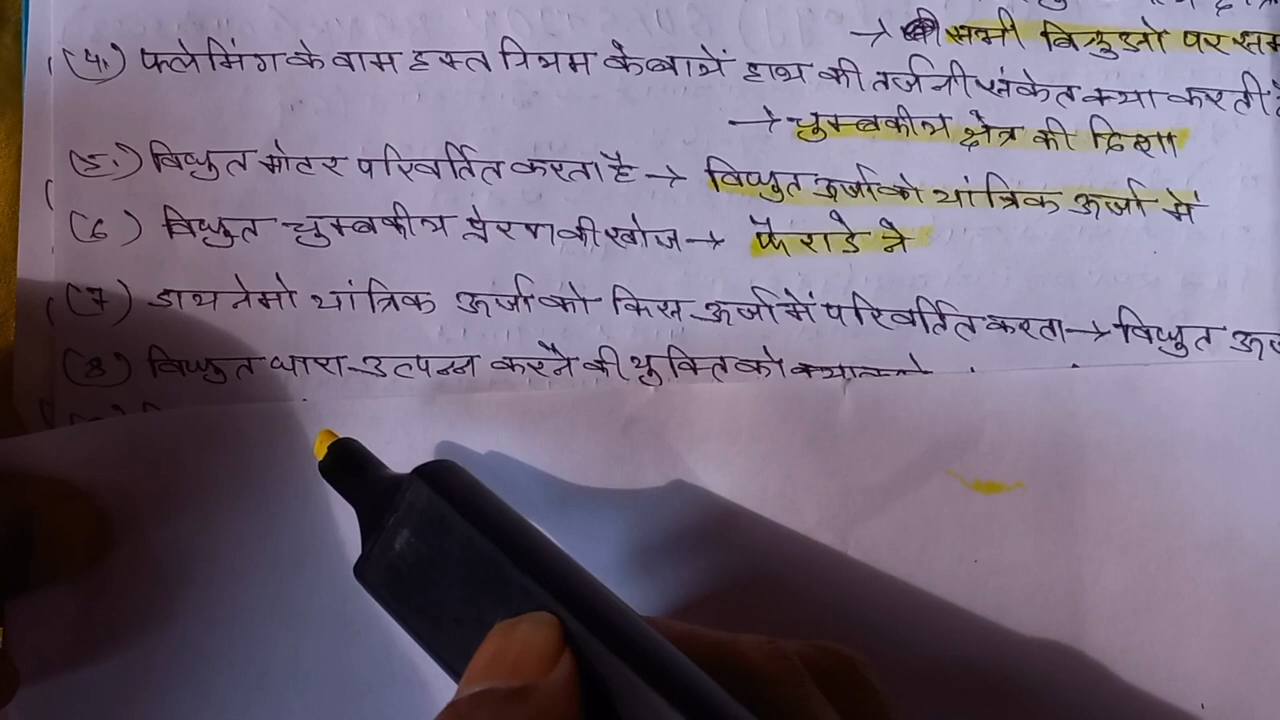 → सभी बिन्दुओ पर सम
(4.) फ्लेमिंग के वाम हस्त नियम के बायें हाथ की तर्जनी संकेत क्या करती है
→ चुम्बकीय क्षेत्र की दिशा
(5.) विद्युत मोटर परिवर्तित करता है → विद्युत ऊर्जा को यांत्रिक ऊर्जा में
(6) विद्युत चुम्बकीय प्रेरण की खोज → फैराडे ने
(7) डायनेमो यांत्रिक ऊर्जा को किस ऊर्जा में परिवर्तित करता → विद्युत ऊर्ज
(8) विद्युत धारा उत्पन्न करने की युक्ति को